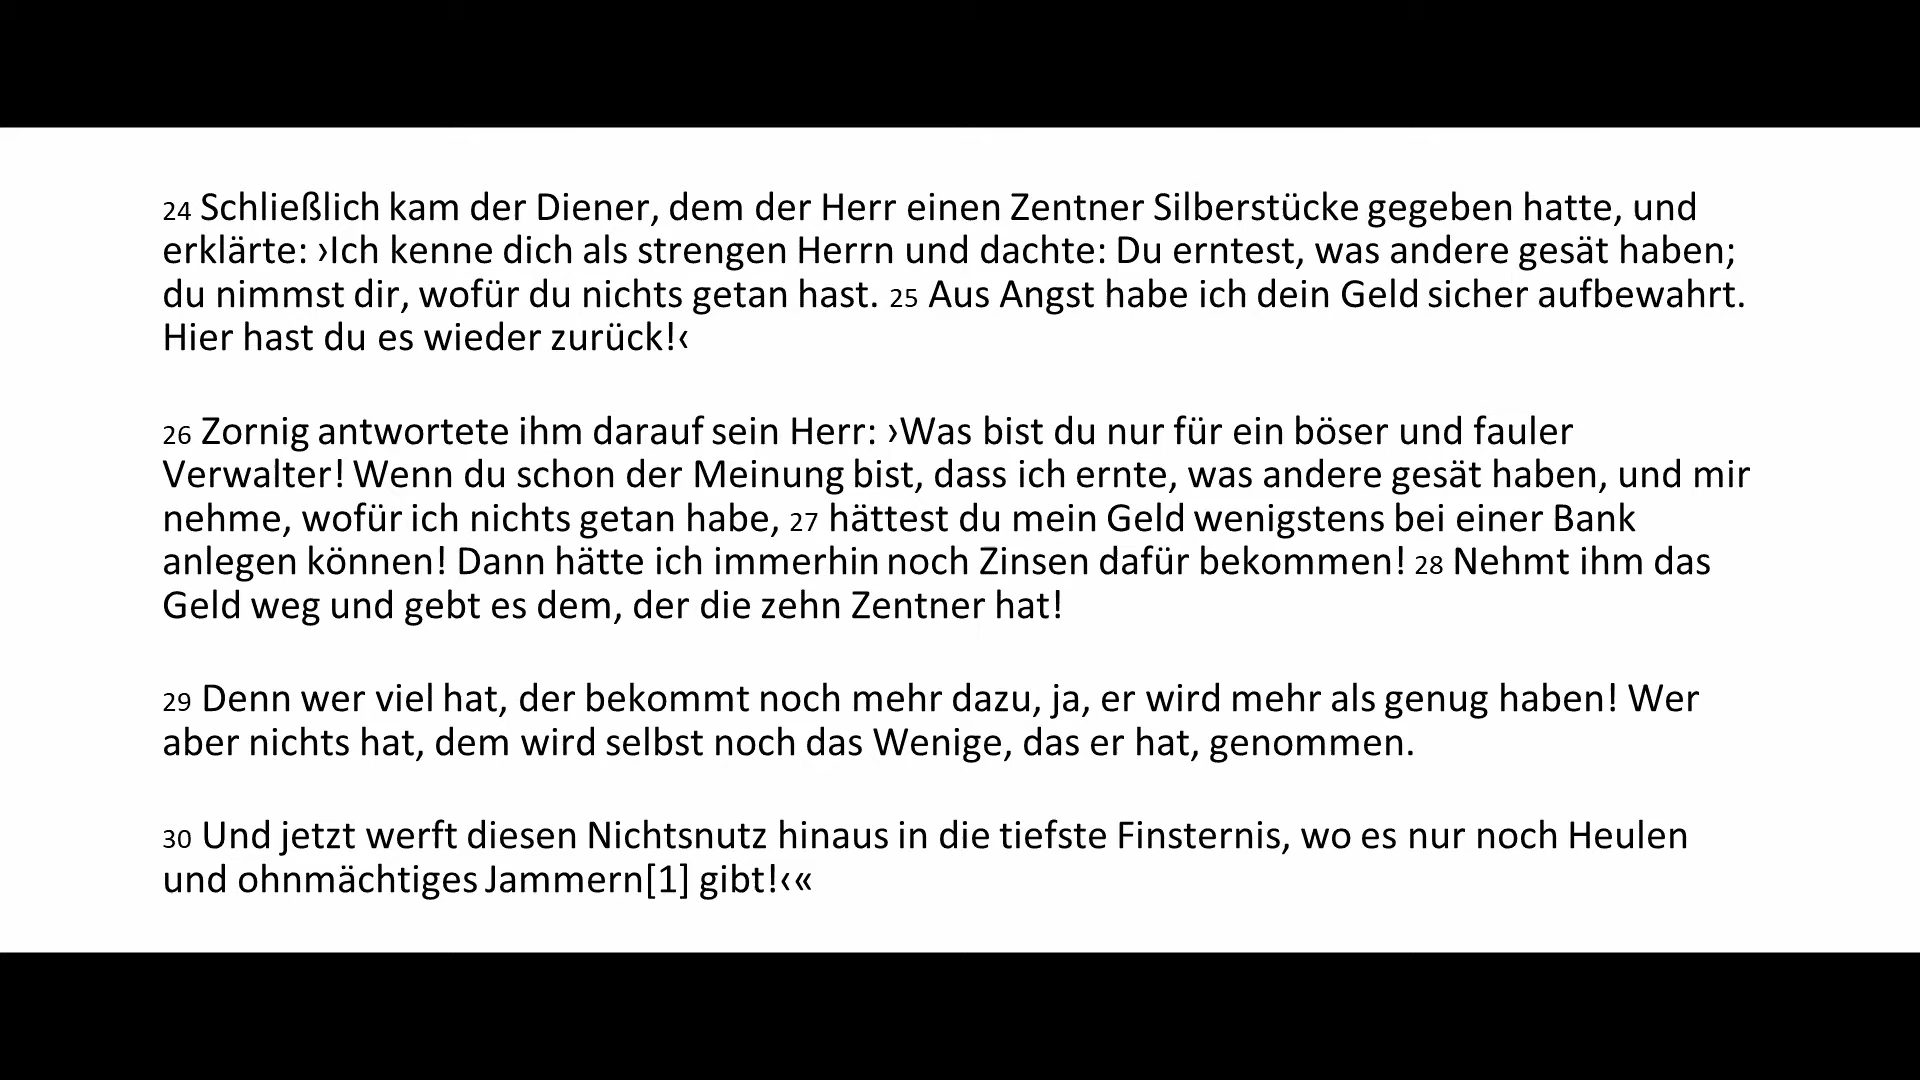 24 Schließlich kam der Diener, dem der Herr einen Zentner Silberstücke gegeben hatte, und
erklärte: ›Ich kenne dich als strengen Herrn und dachte: Du erntest, was andere gesät haben;
du nimmst dir, wofür du nichts getan hast. 25 Aus Angst habe ich dein Geld sicher aufbewahrt.
Hier hast du es wieder zurück!‹
26 Zornig antwortete ihm darauf sein Herr: ›Was bist du nur für ein böser und fauler
Verwalter! Wenn du schon der Meinung bist, dass ich ernte, was andere gesät haben, und mir
nehme, wofür ich nichts getan habe, 27 hättest du mein Geld wenigstens bei einer Bank
anlegen können! Dann hätte ich immerhin noch Zinsen dafür bekommen! 28 Nehmt ihm das
Geld weg und gebt es dem, der die zehn Zentner hat!
29 Denn wer viel hat, der bekommt noch mehr dazu, ja, er wird mehr als genug haben! Wer
aber nichts hat, dem wird selbst noch das Wenige, das er hat, genommen.
30 Und jetzt werft diesen Nichtsnutz hinaus in die tiefste Finsternis, wo es nur noch Heulen
und ohnmächtiges Jammern[1] gibt!‹«